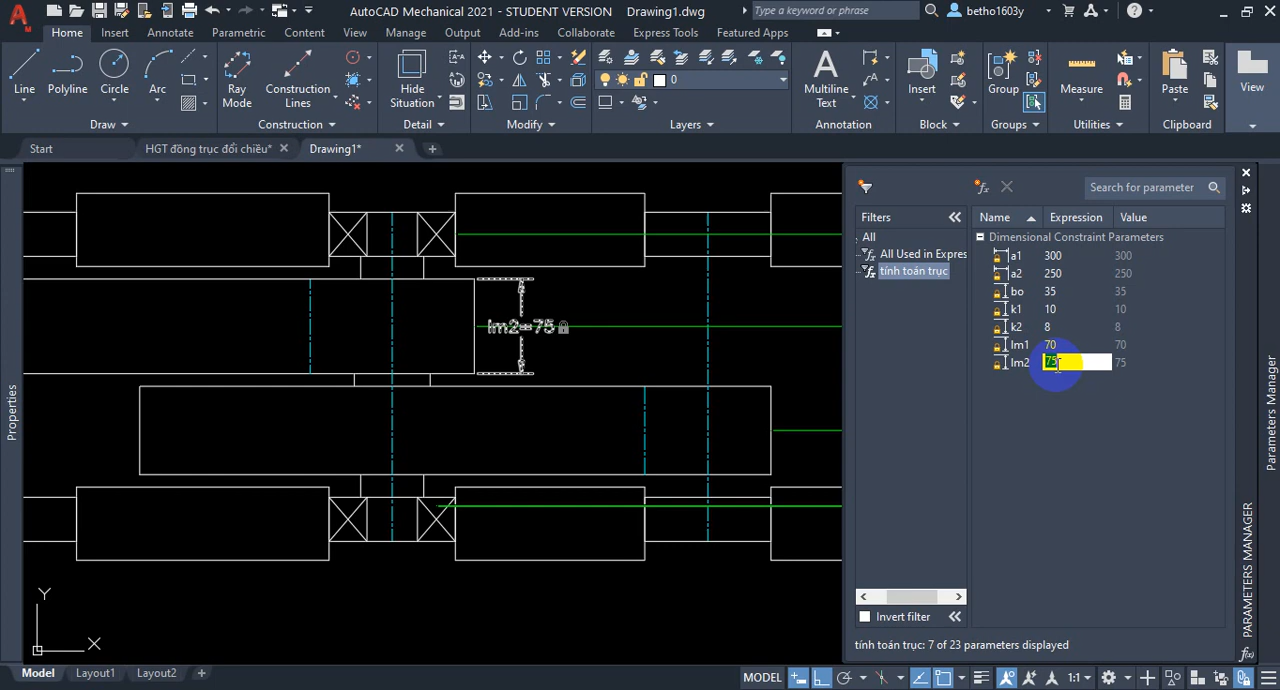 AutoCAD Mechanical 2021 - STUDENT VERSION Drawing1.dwg Type a keyword or phrase betho1603y
Home Insert Annotate Parametric Content View Manage Output Add-ins Collaborate Express Tools Featured Apps
Line Polyline Circle Arc Ray Mode Construction Lines Hide Situation 0 Multiline Text Insert Group Measure Paste View
Draw Construction Detail Modify Layers Annotation Block Groups Utilities Clipboard
Start HGT đồng trục đối chiều* Drawing1*
Search for parameter
Filters Name Expression Value
All Dimensional Constraint Parameters
All Used in Expres a1 300 300
tính toán trục a2 250 250
bo 35 35
k1 10 10
k2 8 8
lm1 70 70
lm2 75 75
lm2=75
Properties
PARAMETERS MANAGER
Parameters Manager
Y
X
Invert filter
tính toán trục: 7 of 23 parameters displayed
Model Layout1 Layout2 MODEL 1:1